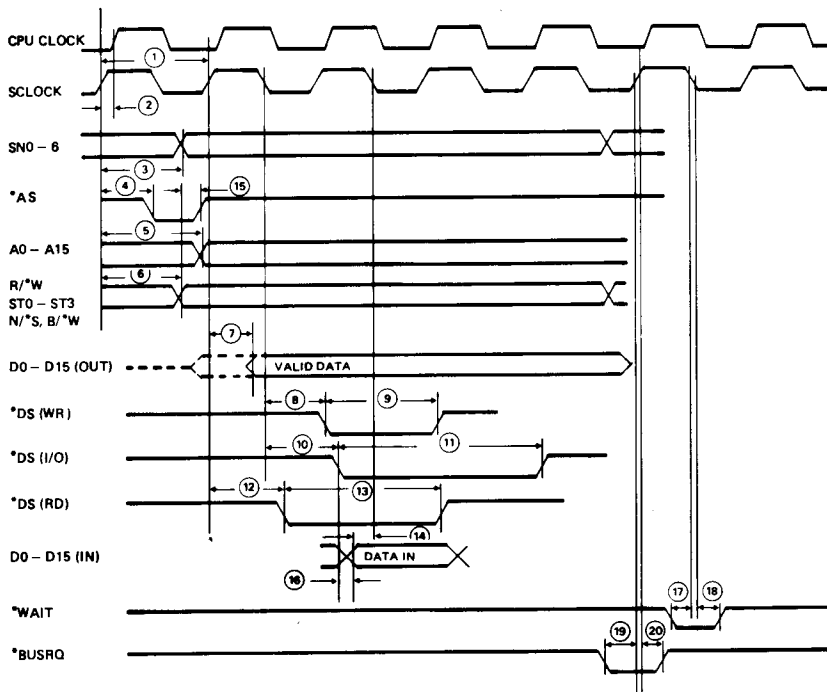 CPU CLOCK
1
SCLOCK
2
SN0 – 6
3
4
15
*AS
5
A0 – A15
6
R/*W
ST0 – ST3
N/*S, B/*W
7
D0 – D15 (OUT)
VALID DATA
*DS (WR)
8
9
10
11
*DS (I/O)
12
13
*DS (RD)
14
D0 – D15 (IN)
DATA IN
16
17
18
*WAIT
19
20
*BUSRQ